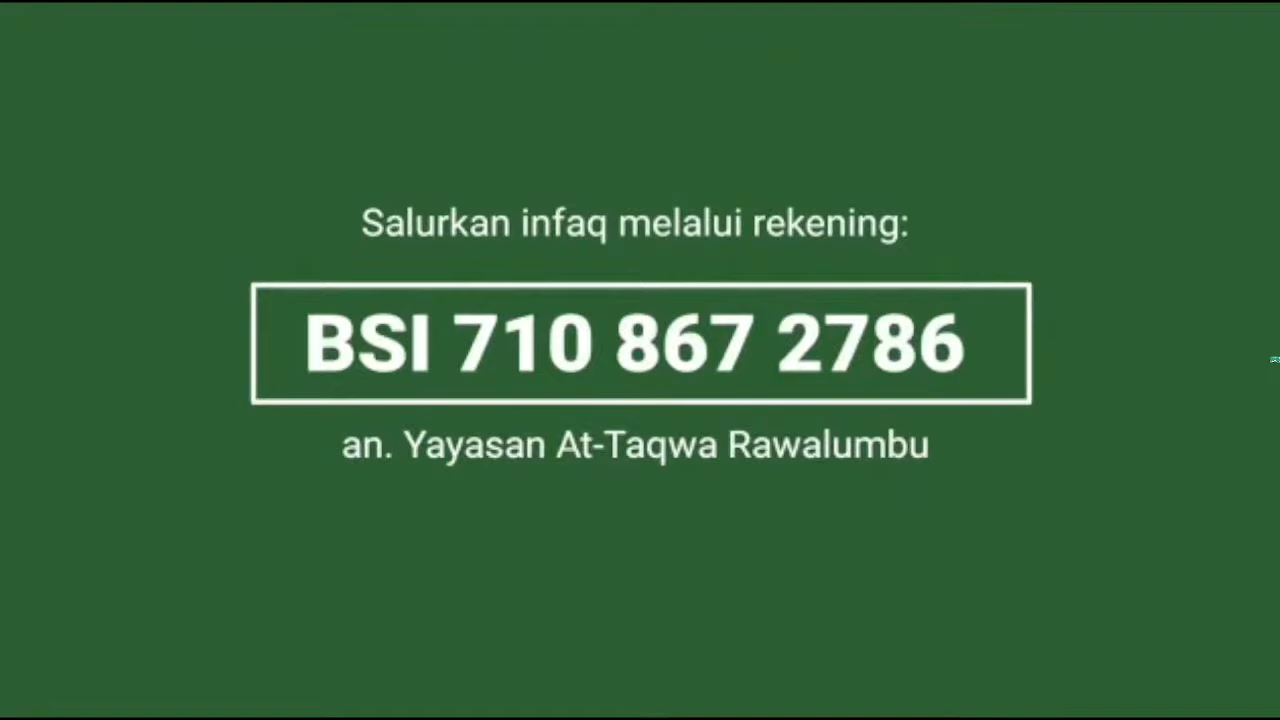 Salurkan infaq melalui rekening:
BSI 710 867 2786
an. Yayasan At-Taqwa Rawalumbu